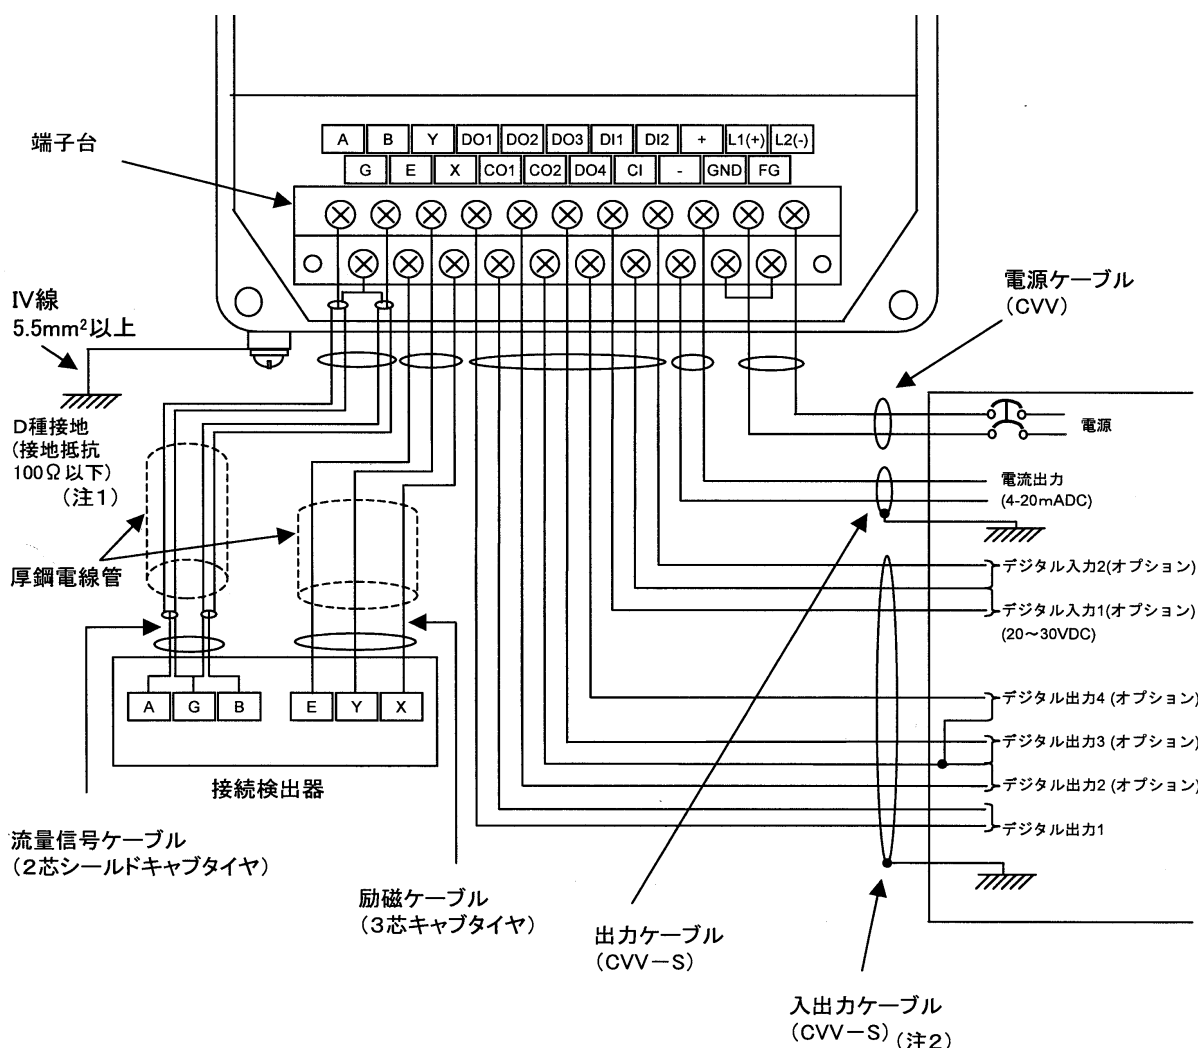 端子台
A B Y DO1 DO2 DO3 DI1 DI2 + L1(+) L2(-)
G E X CO1 CO2 DO4 CI - GND FG
IV線
5.5mm²以上
電源ケーブル
(CVV)
D種接地
(接地抵抗
100Ω以下)
(注1)
電源
電流出力
(4-20mADC)
厚鋼電線管
デジタル入力2(オプション)
デジタル入力1(オプション)
(20～30VDC)
A G B E Y X
デジタル出力4 (オプション)
デジタル出力3 (オプション)
デジタル出力2 (オプション)
デジタル出力1
接続検出器
流量信号ケーブル
(2芯シールドキャブタイヤ)
励磁ケーブル
(3芯キャブタイヤ)
出力ケーブル
(CVV－S)
入出力ケーブル
(CVV－S) (注2)